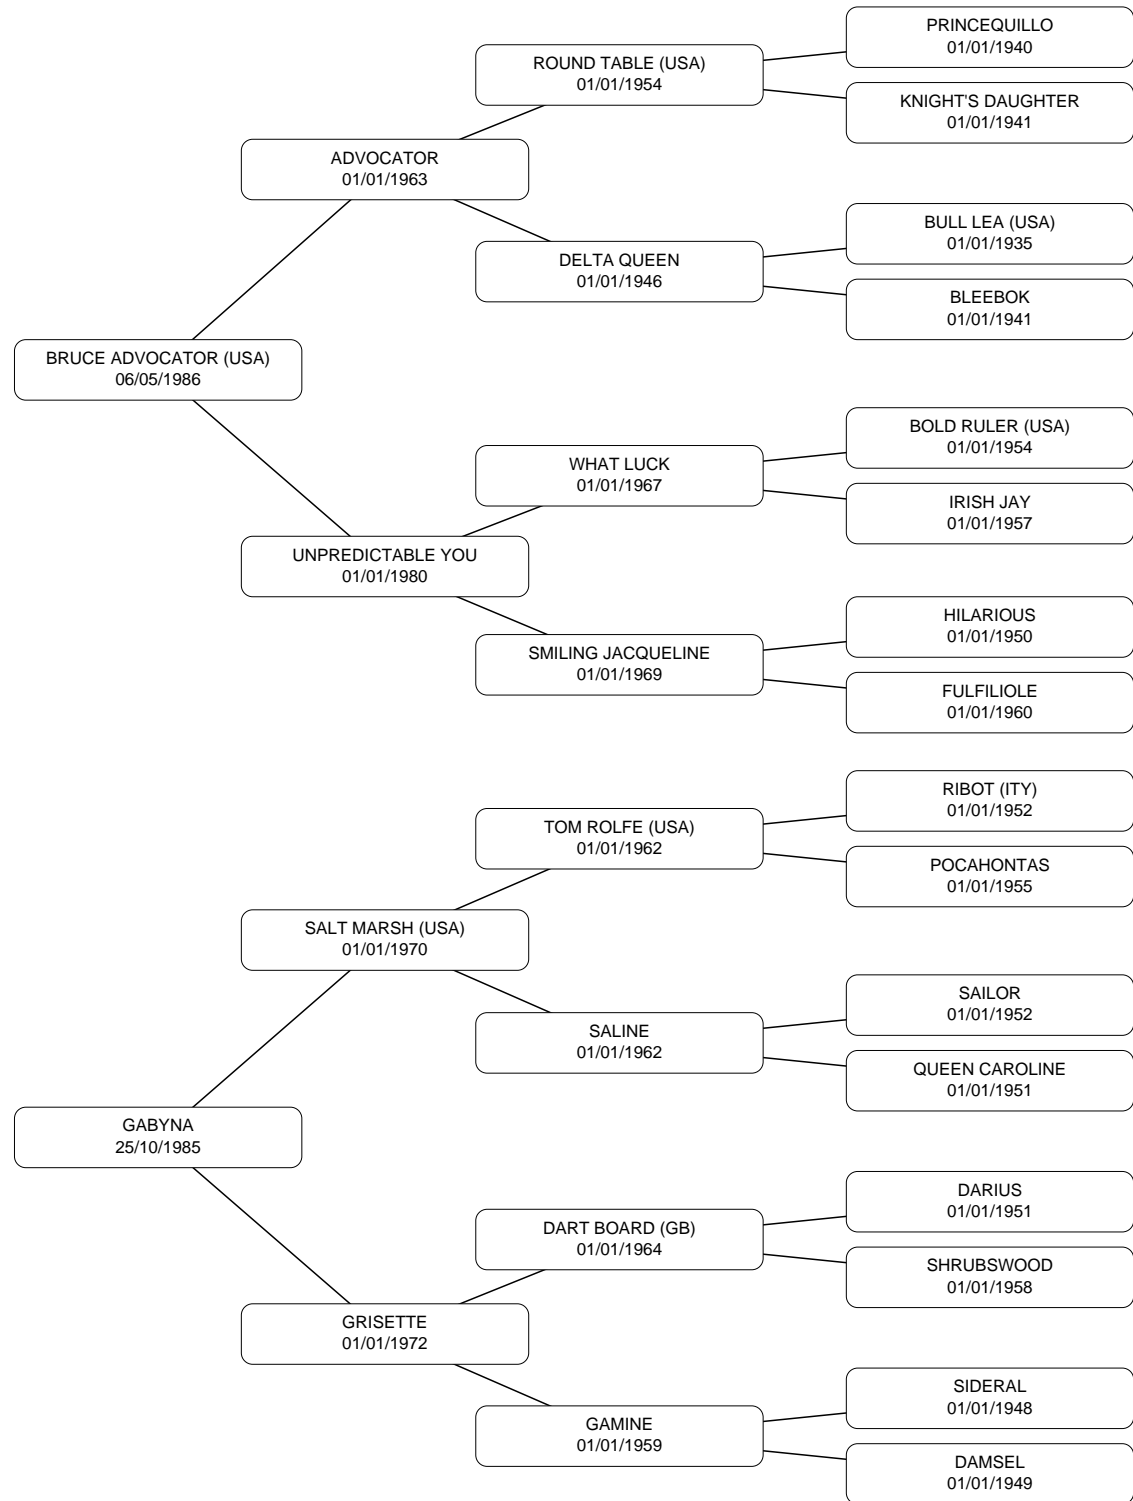 PRINCEQUILLO
01/01/1940
ROUND TABLE (USA)
01/01/1954
KNIGHT'S DAUGHTER
01/01/1941
ADVOCATOR
01/01/1963
BULL LEA (USA)
01/01/1935
DELTA QUEEN
01/01/1946
BLEEBOK
01/01/1941
BRUCE ADVOCATOR (USA)
06/05/1986
BOLD RULER (USA)
01/01/1954
WHAT LUCK
01/01/1967
IRISH JAY
01/01/1957
UNPREDICTABLE YOU
01/01/1980
HILARIOUS
01/01/1950
SMILING JACQUELINE
01/01/1969
FULFILIOLE
01/01/1960
RIBOT (ITY)
01/01/1952
TOM ROLFE (USA)
01/01/1962
POCAHONTAS
01/01/1955
SALT MARSH (USA)
01/01/1970
SAILOR
01/01/1952
SALINE
01/01/1962
QUEEN CAROLINE
01/01/1951
GABYNA
25/10/1985
DARIUS
01/01/1951
DART BOARD (GB)
01/01/1964
SHRUBSWOOD
01/01/1958
GRISETTE
01/01/1972
SIDERAL
01/01/1948
GAMINE
01/01/1959
DAMSEL
01/01/1949